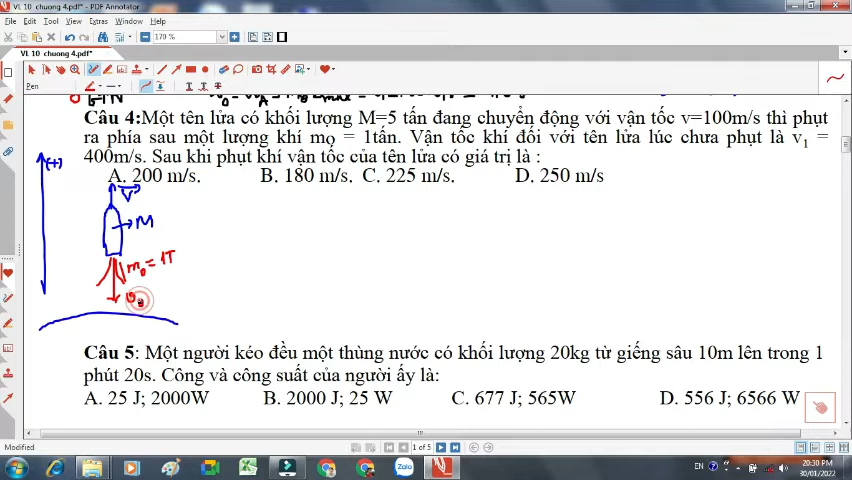 VL 10 chuong 4.pdf* - PDF Annotator
File Edit Tool View Extras Window Help
170 %
VL 10 chuong 4.pdf*
Pen
Câu 4:Một tên lửa có khối lượng M=5 tấn đang chuyển động với vận tốc v=100m/s thì phụt
ra phía sau một lượng khí mo = 1tấn. Vận tốc khí đối với tên lửa lúc chưa phụt là v1 =
400m/s. Sau khi phụt khí vận tốc của tên lửa có giá trị là :
A. 200 m/s. B. 180 m/s. C. 225 m/s. D. 250 m/s
(+)
V
M
m0 = 1T
Câu 5: Một người kéo đều một thùng nước có khối lượng 20kg từ giếng sâu 10m lên trong 1
phút 20s. Công và công suất của người ấy là:
A. 25 J; 2000W B. 2000 J; 25 W C. 677 J; 565W D. 556 J; 6566 W
1 of 5
Modified
Zalo
EN
20:30 PM
30/01/2022